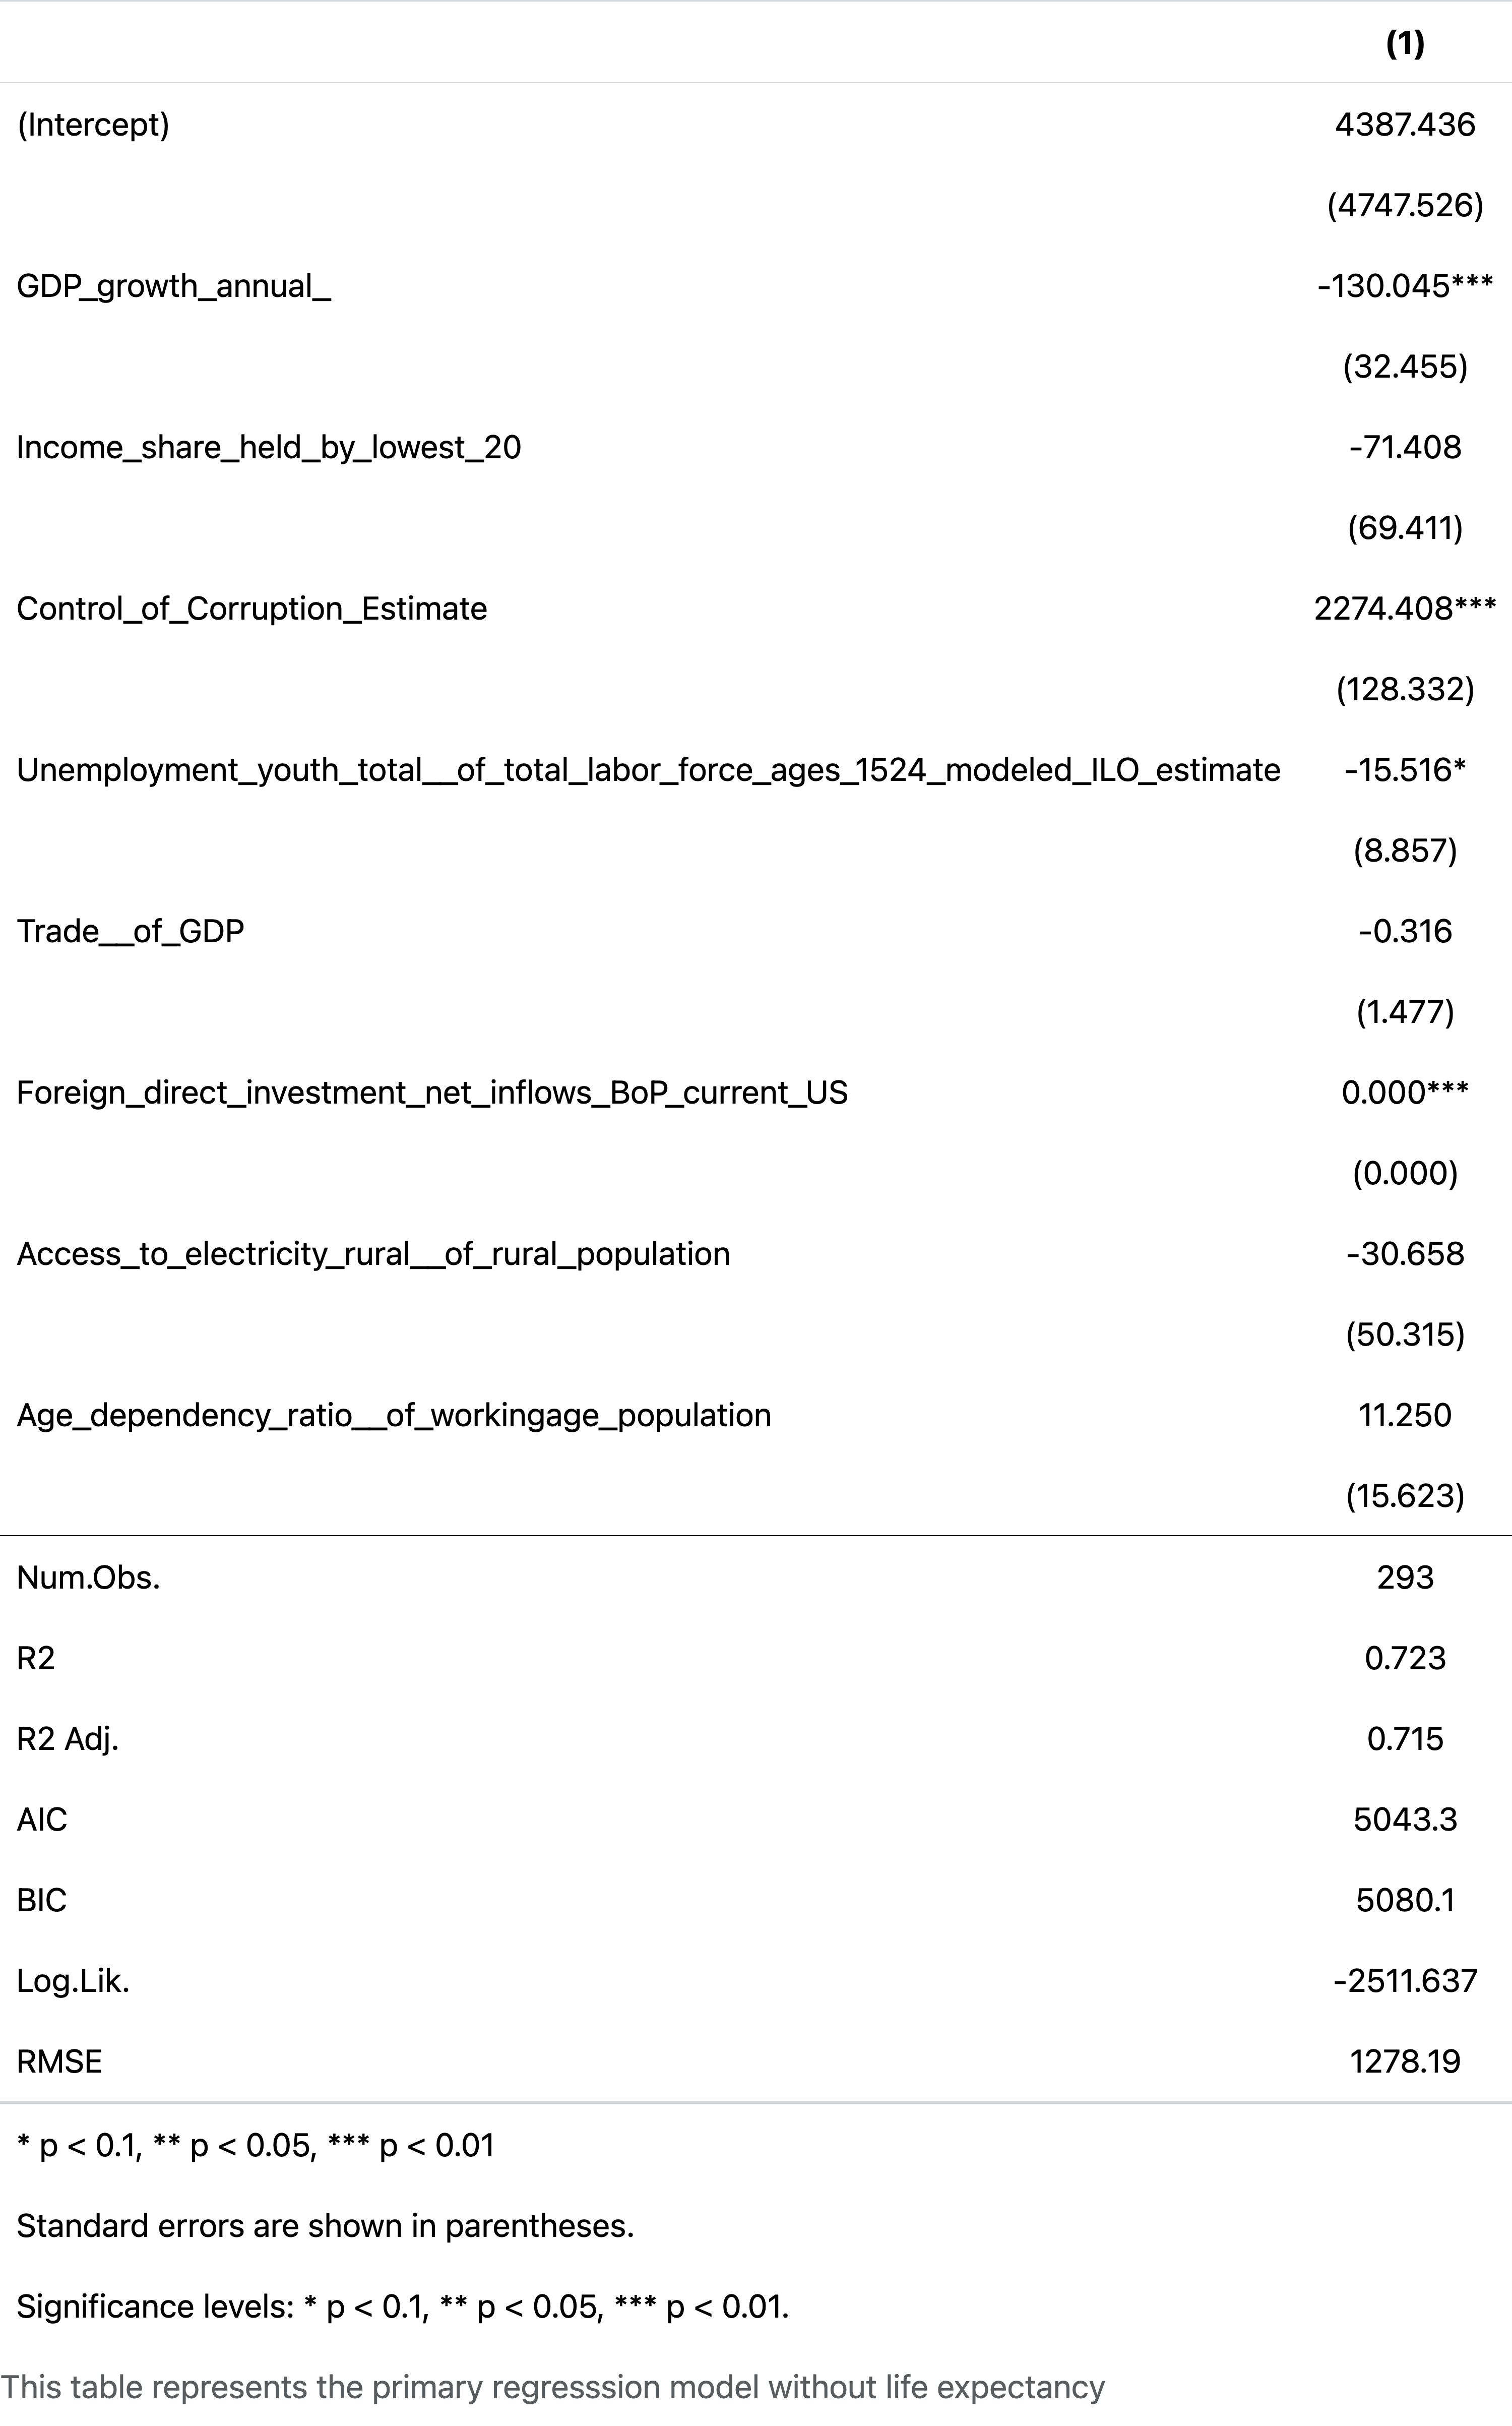 (1)
(Intercept) 4387.436
(4747.526)
GDP_growth_annual_ -130.045***
(32.455)
Income_share_held_by_lowest_20 -71.408
(69.411)
Control_of_Corruption_Estimate 2274.408***
(128.332)
Unemployment_youth_total__of_total_labor_force_ages_1524_modeled_ILO_estimate -15.516*
(8.857)
Trade__of_GDP -0.316
(1.477)
Foreign_direct_investment_net_inflows_BoP_current_US 0.000***
(0.000)
Access_to_electricity_rural__of_rural_population -30.658
(50.315)
Age_dependency_ratio__of_workingage_population 11.250
(15.623)
Num.Obs. 293
R2 0.723
R2 Adj. 0.715
AIC 5043.3
BIC 5080.1
Log.Lik. -2511.637
RMSE 1278.19
* p < 0.1, ** p < 0.05, *** p < 0.01
Standard errors are shown in parentheses.
Significance levels: * p < 0.1, ** p < 0.05, *** p < 0.01.
This table represents the primary regresssion model without life expectancy